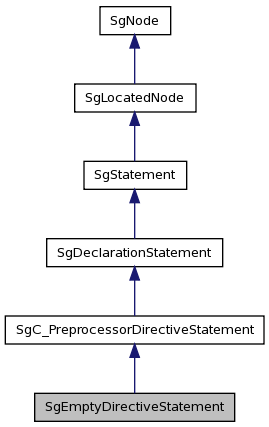 SgNode
SgLocatedNode
SgStatement
SgDeclarationStatement
SgC_PreprocessorDirectiveStatement
SgEmptyDirectiveStatement